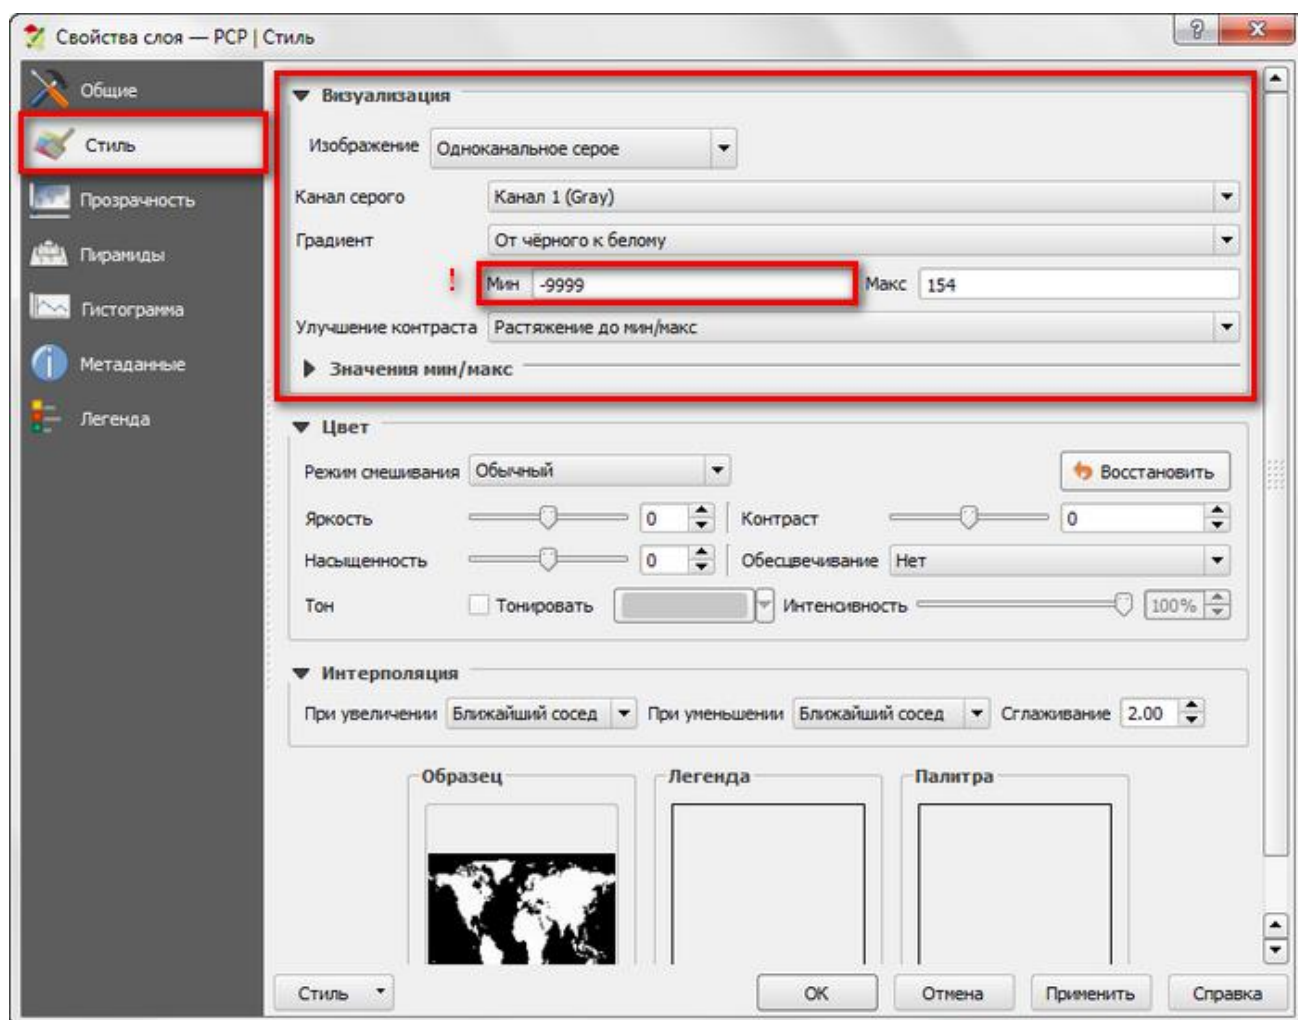 Свойства слоя — PCP | Стиль
Общие
Стиль
Прозрачность
Пирамиды
Гистограмма
Метаданные
Легенда
Визуализация
Изображение Одноканальное серое
Канал серого Канал 1 (Gray)
Градиент От чёрного к белому
! Мин -9999 Макс 154
Улучшение контраста Растяжение до мин/макс
Значения мин/макс
Цвет
Режим смешивания Обычный Восстановить
Яркость 0 Контраст 0
Насыщенность 0 Обесцвечивание Нет
Тон Тонировать Интенсивность 100%
Интерполяция
При увеличении Ближайший сосед При уменьшении Ближайший сосед Сглаживание 2.00
Образец Легенда Палитра
Стиль OK Отмена Применить Справка